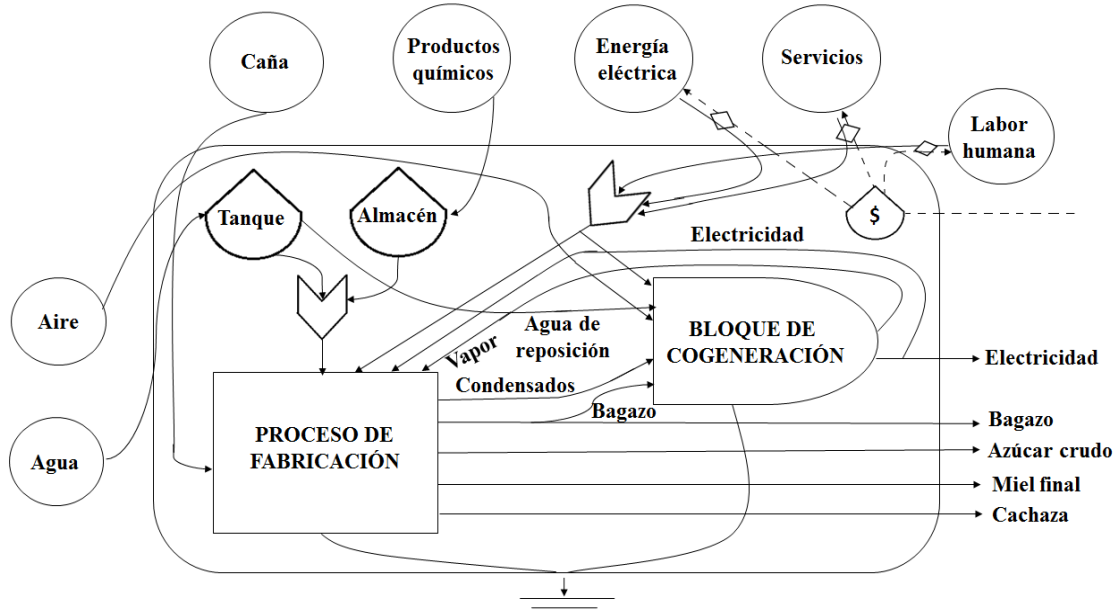 Caña
Productos
químicos
Energía
eléctrica
Servicios
Labor
humana
Tanque
Almacén
$
Electricidad
Aire
Agua de
reposición
Vapor
BLOQUE DE
COGENERACIÓN
Electricidad
Condensados
Bagazo
Bagazo
PROCESO DE
FABRICACIÓN
Agua
Azúcar crudo
Miel final
Cachaza